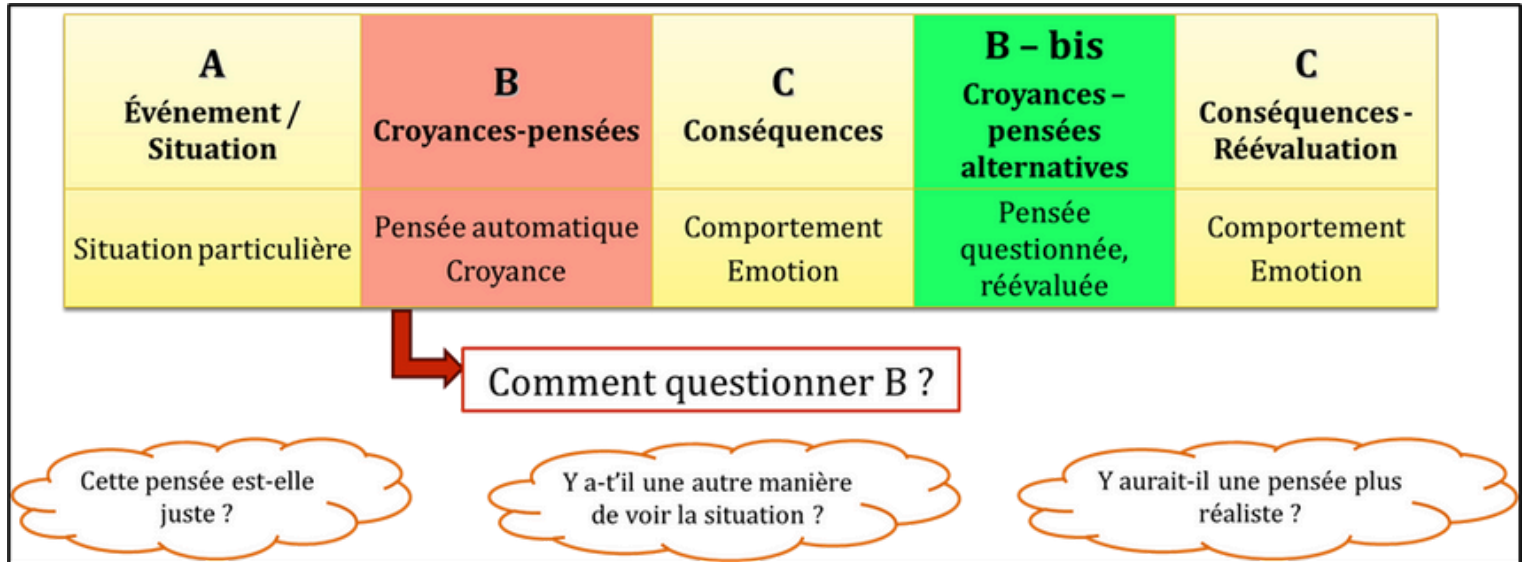 A
Événement /
Situation
B
Croyances-pensées
C
Conséquences
B – bis
Croyances –
pensées
alternatives
C
Conséquences -
Réévaluation
Situation particulière
Pensée automatique
Croyance
Comportement
Emotion
Pensée
questionnée,
réévaluée
Comportement
Emotion
Comment questionner B ?
Cette pensée est-elle
juste ?
Y a-t’il une autre manière
de voir la situation ?
Y aurait-il une pensée plus
réaliste ?